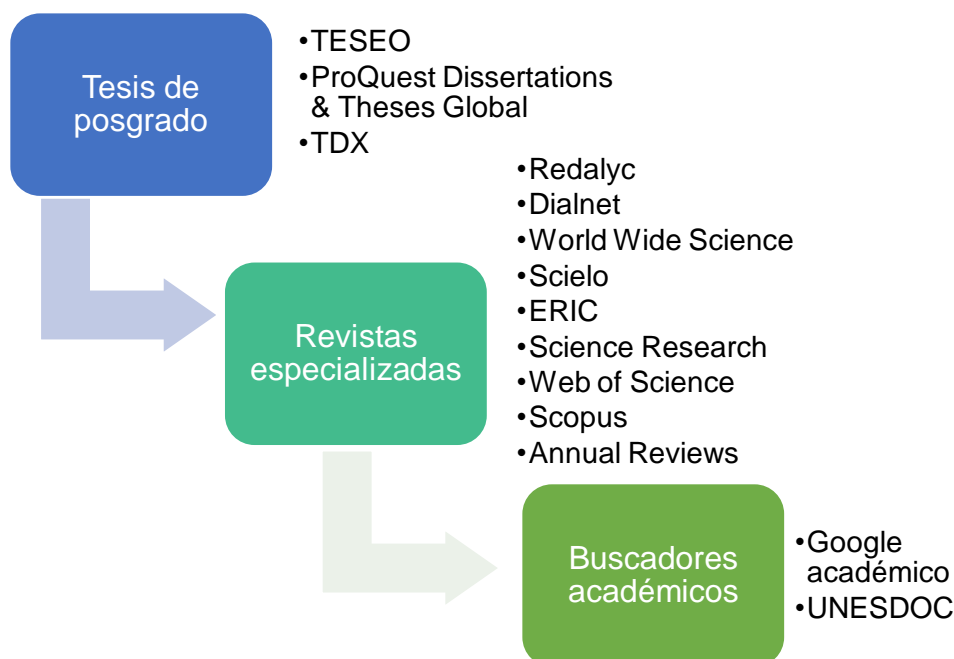 Tesis de
posgrado
•TESEO
•ProQuest Dissertations
& Theses Global
•TDX
Revistas
especializadas
•Redalyc
•Dialnet
•World Wide Science
•Scielo
•ERIC
•Science Research
•Web of Science
•Scopus
•Annual Reviews
Buscadores
académicos
•Google
académico
•UNESDOC